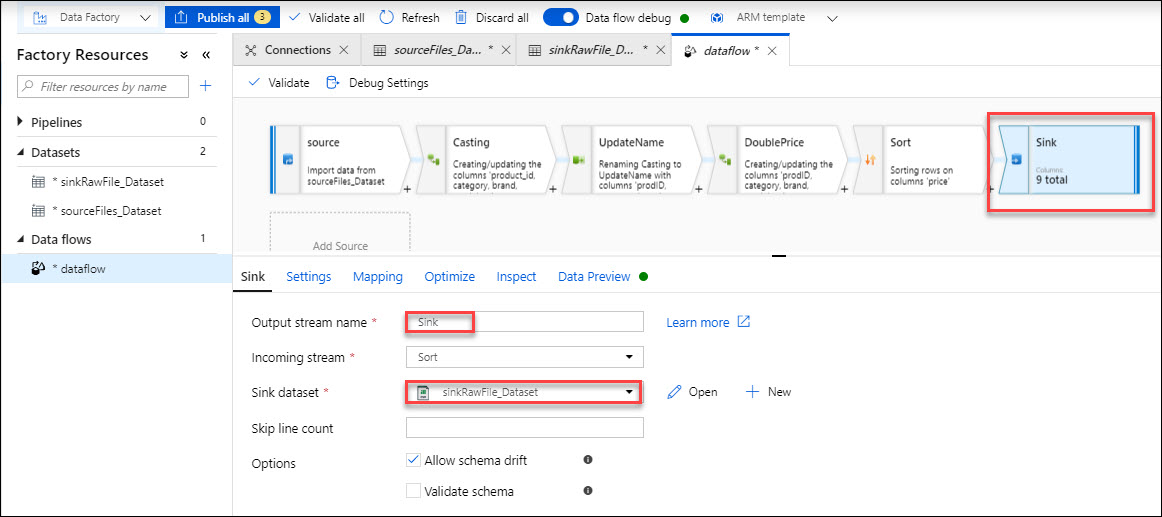 Data Factory
Publish all 3
Validate all
Refresh
Discard all
Data flow debug
ARM template
Factory Resources
Filter resources by name
Pipelines 0
Datasets 2
* sinkRawFile_Dataset
* sourceFiles_Dataset
Data flows 1
* dataflow
Connections
sourceFiles_Da... *
sinkRawFile_D... *
dataflow *
Validate
Debug Settings
source
Import data from
sourceFiles_Dataset
+
Casting
Creating/updating the
columns 'product_id,
category, brand,
+
UpdateName
Renaming Casting to
UpdateName with
columns 'prodID,
+
DoublePrice
Creating/updating the
columns 'prodID,
category, brand,
+
Sort
Sorting rows on
columns 'price'
+
Sink
Columns:
9 total
Add Source
Sink
Settings
Mapping
Optimize
Inspect
Data Preview
Output stream name *
Sink
Learn more
Incoming stream *
Sort
Sink dataset *
sinkRawFile_Dataset
Open
+ New
Skip line count
Options
Allow schema drift
Validate schema